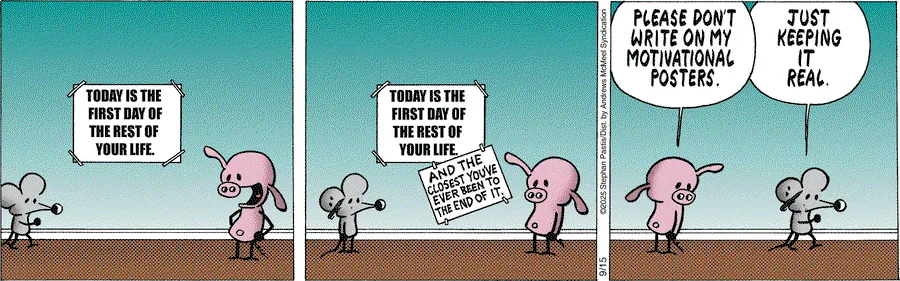 TODAY IS THE
FIRST DAY OF
THE REST OF
YOUR LIFE.
TODAY IS THE
FIRST DAY OF
THE REST OF
YOUR LIFE.
AND THE
CLOSEST YOU'VE
EVER BEEN TO
THE END OF IT.
©2025 Stephan Pastis/Dist. by Andrews McMeel Syndication
9/15
PLEASE DON'T
WRITE ON MY
MOTIVATIONAL
POSTERS.
JUST
KEEPING
IT
REAL.